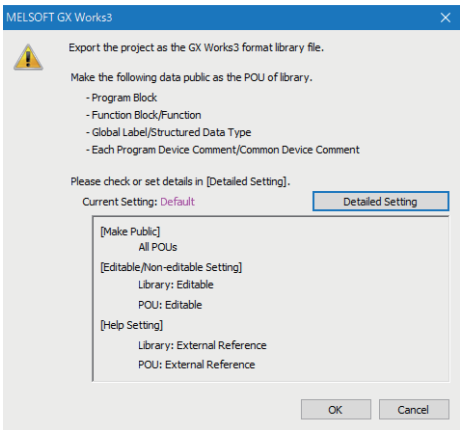 MELSOFT GX Works3
Export the project as the GX Works3 format library file.
Make the following data public as the POU of library.
- Program Block
- Function Block/Function
- Global Label/Structured Data Type
- Each Program Device Comment/Common Device Comment
Please check or set details in [Detailed Setting].
Current Setting: Default
Detailed Setting
[Make Public]
All POUs
[Editable/Non-editable Setting]
Library: Editable
POU: Editable
[Help Setting]
Library: External Reference
POU: External Reference
OK
Cancel